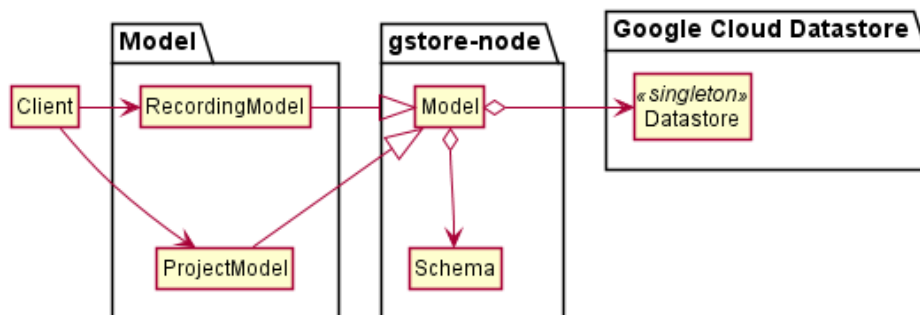 Model
gstore-node
Google Cloud Datastore
Client
RecordingModel
Model
«singleton»
Datastore
ProjectModel
Schema